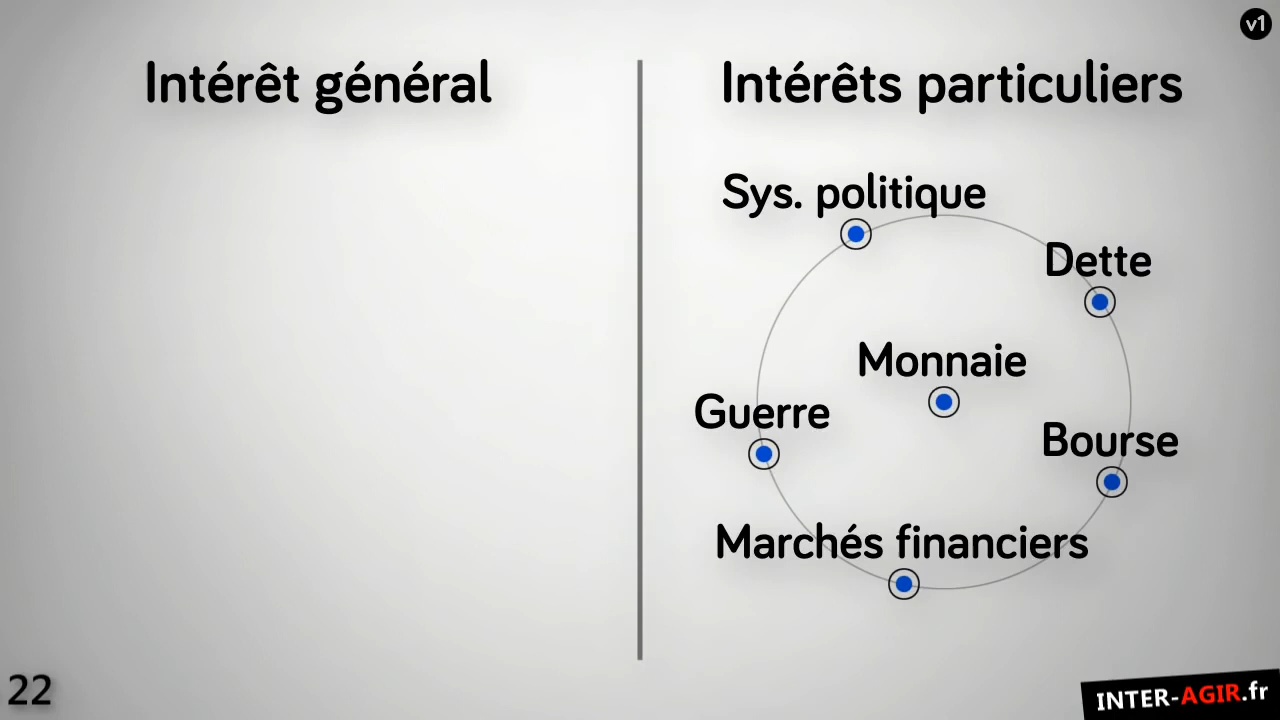 v1
Intérêt général
Intérêts particuliers
Sys. politique
Dette
Monnaie
Guerre
Bourse
Marchés financiers
22
INTER-AGIR.fr